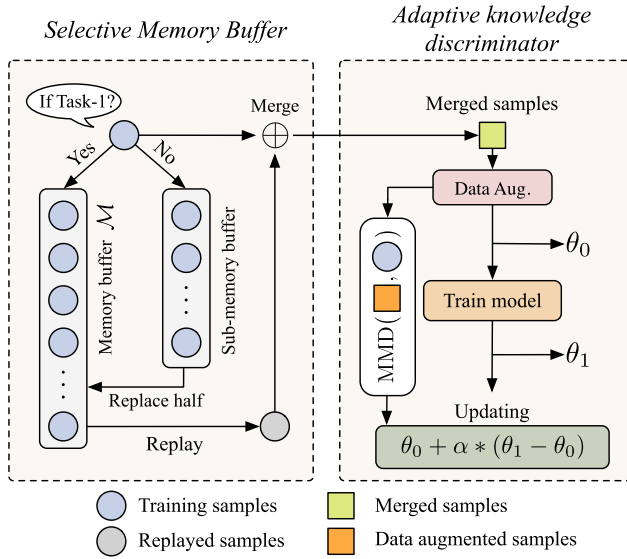 Selective Memory Buffer
Adaptive knowledge
discriminator
If Task-1?
Yes
No
Merge
Memory buffer ℳ
Sub-memory buffer
Replace half
Replay
Merged samples
Data Aug.
θ₀
MMD( , )
Train model
θ₁
Updating
θ₀ + α ∗ (θ₁ − θ₀)
Training samples
Merged samples
Replayed samples
Data augmented samples